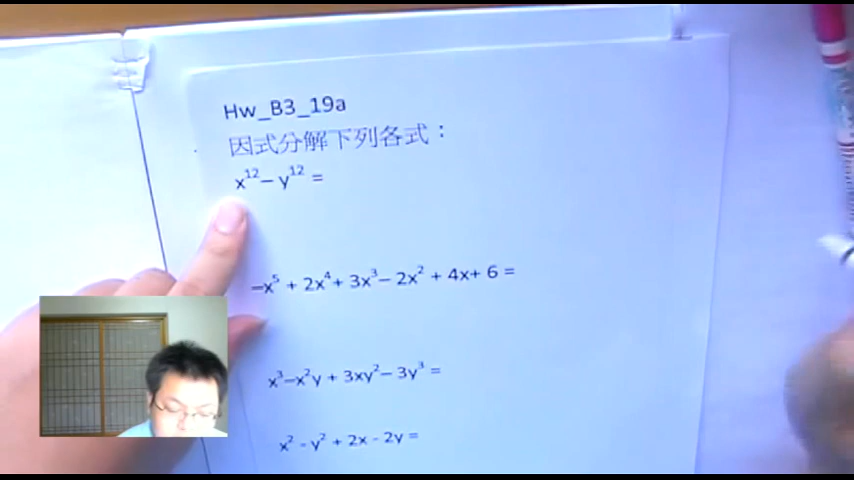 Hw_B3_19a
因式分解下列各式：
x¹² – y¹² =
–x⁵ + 2x⁴ + 3x³ – 2x² + 4x + 6 =
x³ – x²y + 3xy² – 3y³ =
x² - y² + 2x - 2y =